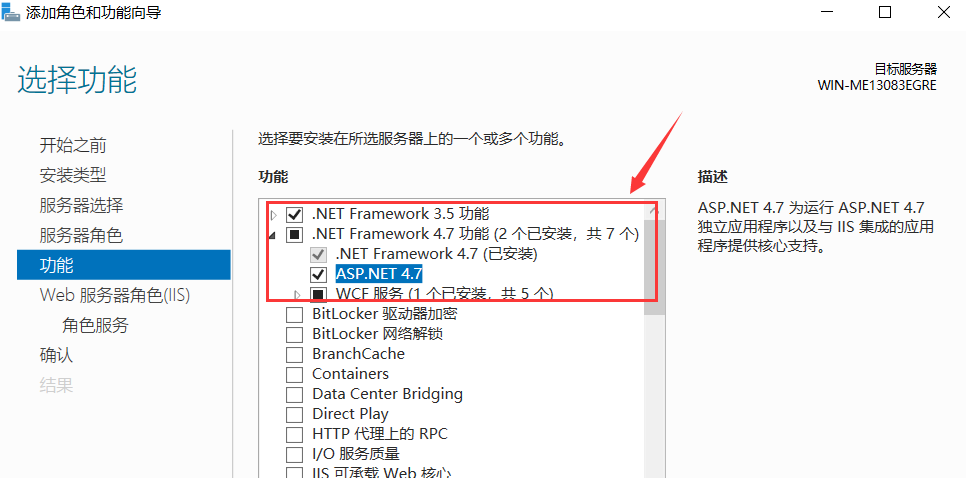 添加角色和功能向导
选择功能
目标服务器
WIN-ME13083EGRE
开始之前
安装类型
服务器选择
服务器角色
功能
Web 服务器角色(IIS)
角色服务
确认
结果
选择要安装在所选服务器上的一个或多个功能。
功能
.NET Framework 3.5 功能
.NET Framework 4.7 功能 (2 个已安装，共 7 个)
.NET Framework 4.7 (已安装)
ASP.NET 4.7
WCF 服务 (1 个已安装，共 5 个)
BitLocker 驱动器加密
BitLocker 网络解锁
BranchCache
Containers
Data Center Bridging
Direct Play
HTTP 代理上的 RPC
I/O 服务质量
IIS 可承载 Web 核心
描述
ASP.NET 4.7 为运行 ASP.NET 4.7
独立应用程序以及与 IIS 集成的应用
程序提供核心支持。